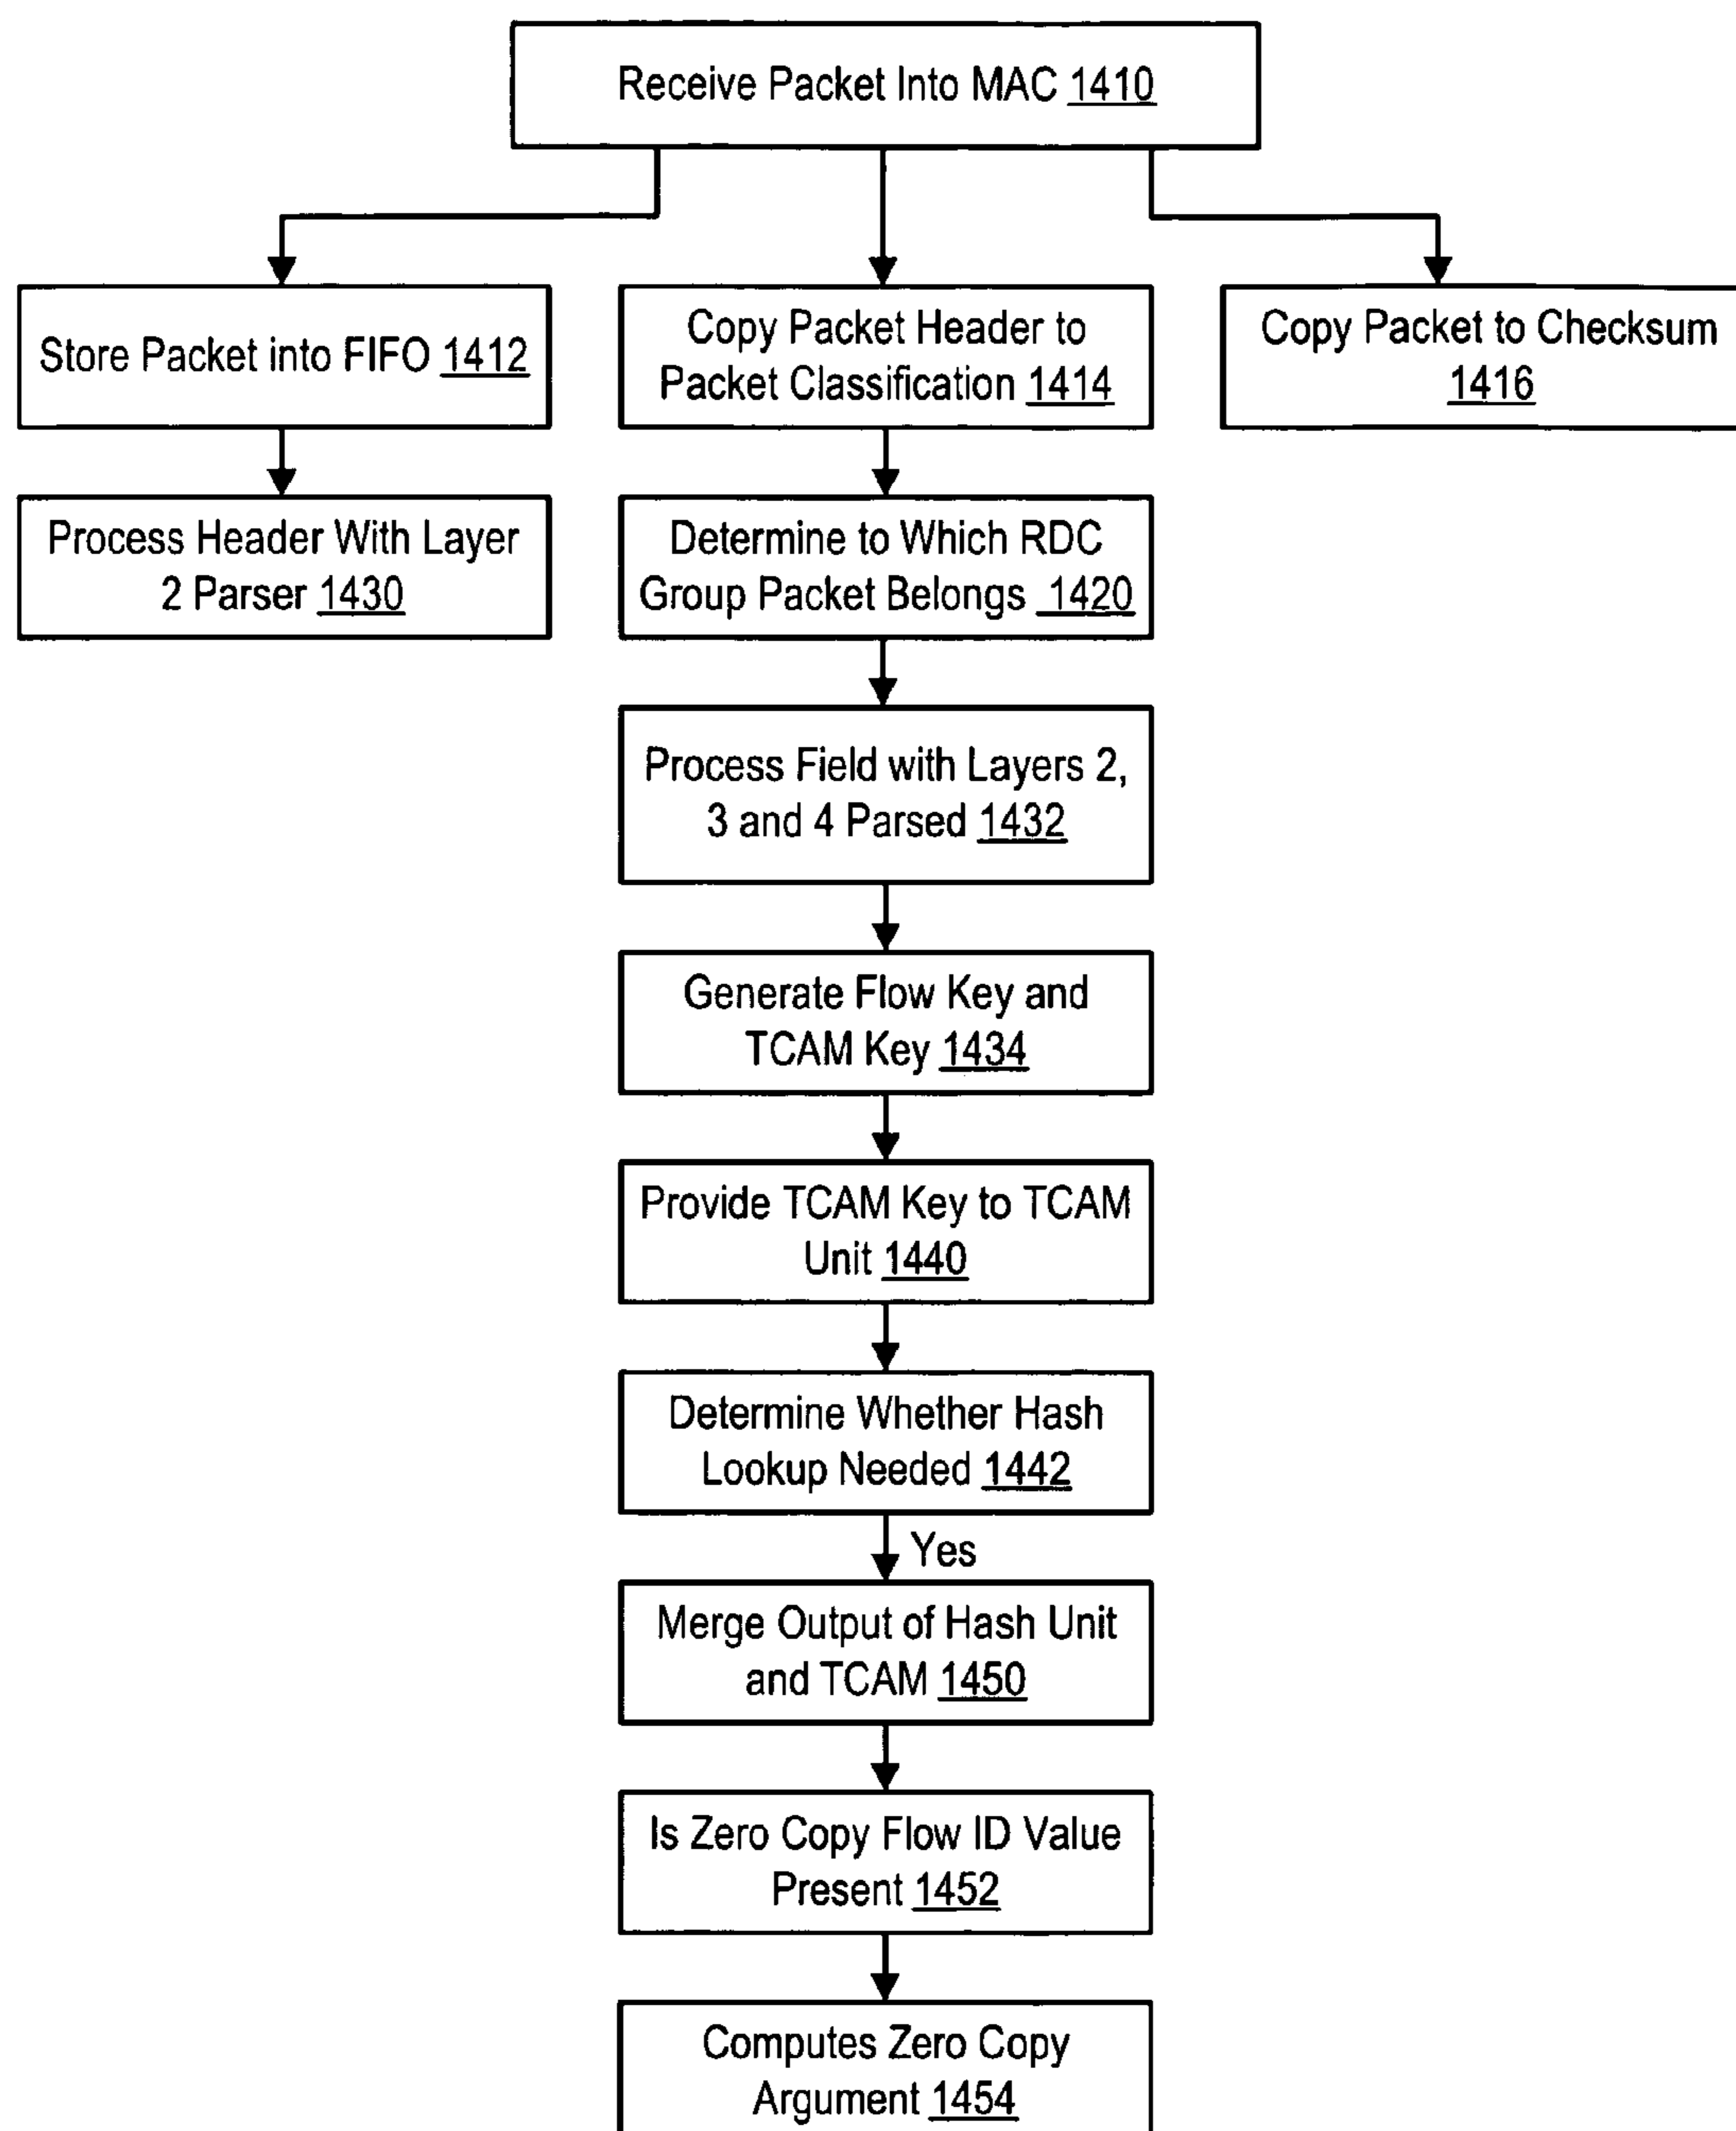 Receive Packet Into MAC 1410
Store Packet into FIFO 1412
Copy Packet Header to
Packet Classification 1414
Copy Packet to Checksum
1416
Process Header With Layer
2 Parser 1430
Determine to Which RDC
Group Packet Belongs 1420
Process Field with Layers 2,
3 and 4 Parsed 1432
Generate Flow Key and
TCAM Key 1434
Provide TCAM Key to TCAM
Unit 1440
Determine Whether Hash
Lookup Needed 1442
Yes
Merge Output of Hash Unit
and TCAM 1450
Is Zero Copy Flow ID Value
Present 1452
Computes Zero Copy
Argument 1454